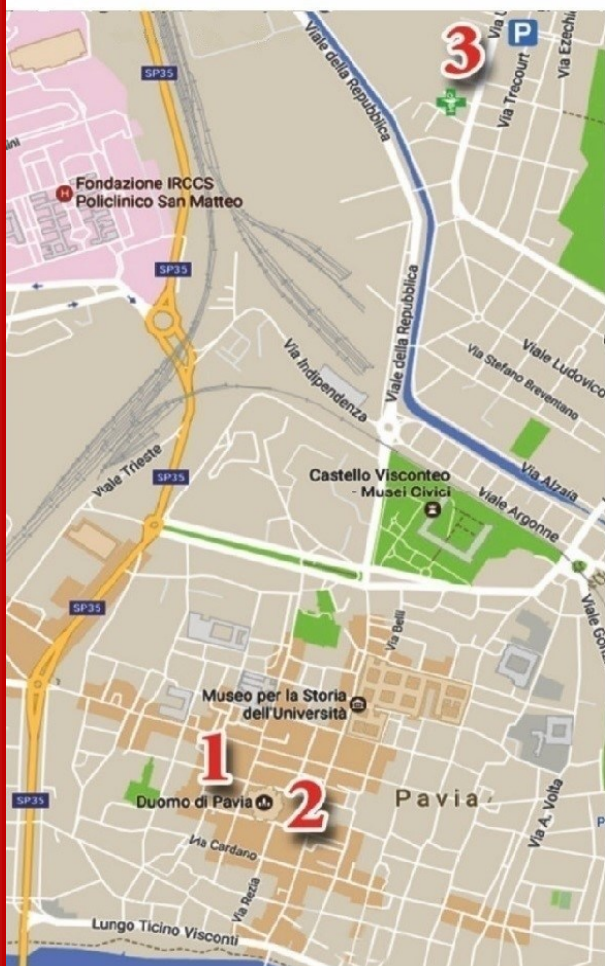 3
P
Via Trecourt
Via Ezechi
SP35
Viale della Repubblica
H
Fondazione IRCCS
Policlinico San Matteo
SP35
Viale della Repubblica
Via Indipendenza
Viale Ludovico
Via Stefano Breventano
Viale Trieste
SP35
Castello Visconteo
- Musei Civici
Via Alzaia
Viale Argonne
SP35
Via Belli
Museo per la Storia
dell'Università
1
Duomo di Pavia
2
Pavia
SP35
Via A. Volta
Via Cardano
Via Rezia
Lungo Ticino Visconti